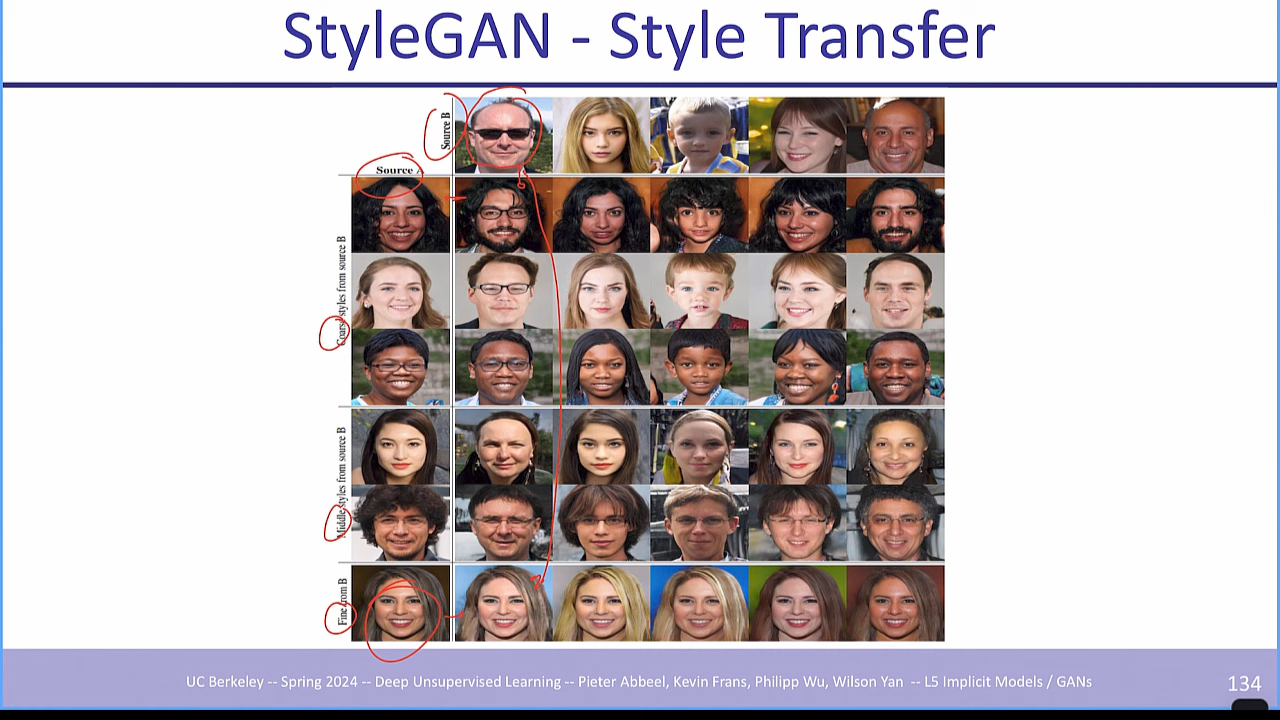 StyleGAN - Style Transfer
Source B
Source A
Coarse styles from source B
Middle styles from source B
Fine from B
UC Berkeley -- Spring 2024 -- Deep Unsupervised Learning -- Pieter Abbeel, Kevin Frans, Philipp Wu, Wilson Yan -- L5 Implicit Models / GANs
134